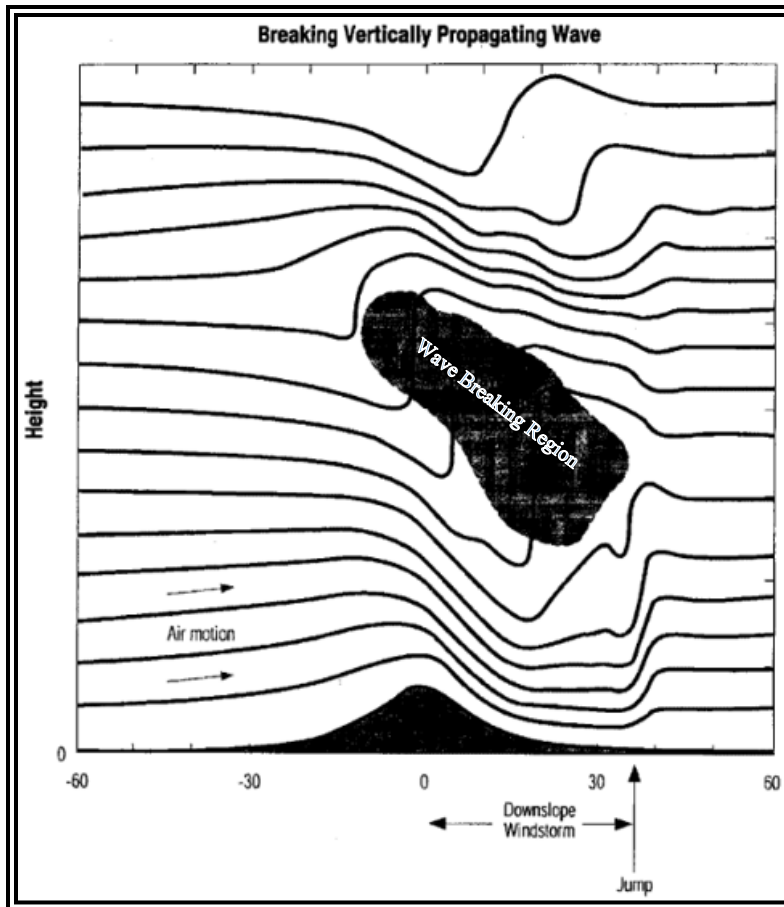 Breaking Vertically Propagating Wave
Height
Wave Breaking Region
Air motion
0
-60
-30
0
30
60
Downslope
Windstorm
Jump